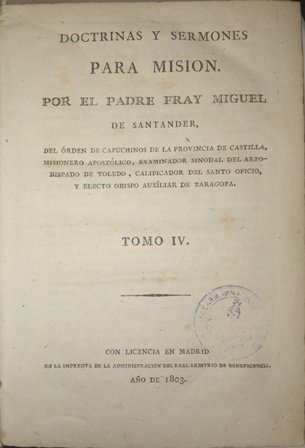 DOCTRINAS Y SERMONES
PARA MISION.
POR EL PADRE FRAY MIGUEL
DE SANTANDER,
DEL ÓRDEN DE CAPUCHINOS DE LA PROVINCIA DE CASTILLA,
MISIONERO APOSTÓLICO, EXAMINADOR SINODAL DEL ARZO-
BISPADO DE TOLEDO, CALIFICADOR DEL SANTO OFICIO,
Y ELECTO OBISPO AUXÎLIAR DE ZARAGOZA.
TOMO IV.
CON LICENCIA EN MADRID
EN LA IMPRENTA DE LA ADMINISTRACION DEL REAL ARBITRIO DE BENEFICENCIA.
AÑO DE 1803.